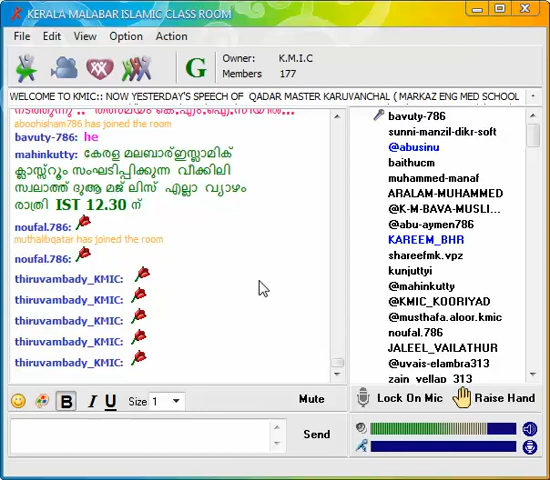 KERALA MALABAR ISLAMIC CLASS ROOM
File Edit View Option Action
G
Owner: K.M.I.C
Members 177
WELCOME TO KMIC:: NOW YESTERDAY'S SPEECH OF QADAR MASTER KARUVANCHAL ( MARKAZ ENG MED SCHOOL
aboohisham786 has joined the room
bavuty-786: he
mahinkutty: കേരള മലബാര്‍ഇസ്ലാമിക്
ക്ലാസ്സ്റൂം സംഘടിപ്പിക്കുന്ന വീക്കിലി
സ്വലാത്ത് ദുആ മജ് ലിസ് എല്ലാ വ്യാഴം
രാത്രി IST 12.30 ന്
noufal.786:
muthalibqatar has joined the room
noufal.786:
thiruvambady_KMIC:
thiruvambady_KMIC:
thiruvambady_KMIC:
thiruvambady_KMIC:
thiruvambady_KMIC:
bavuty-786
sunni-manzil-dikr-soft
@abusinu
baithucm
muhammed-manaf
ARALAM-MUHAMMED
@K-M-BAVA-MUSLI...
@abu-aymen786
KAREEM_BHR
shareefmk.vpz
kunjuttyi
@mahinkutty
@KMIC_KOORIYAD
@musthafa.aloor.kmic
noufal.786
JALEEL_VAILATHUR
@uvais-elambra313
zain_vellap_313
B I U Size 1 Mute
Lock On Mic Raise Hand
Send